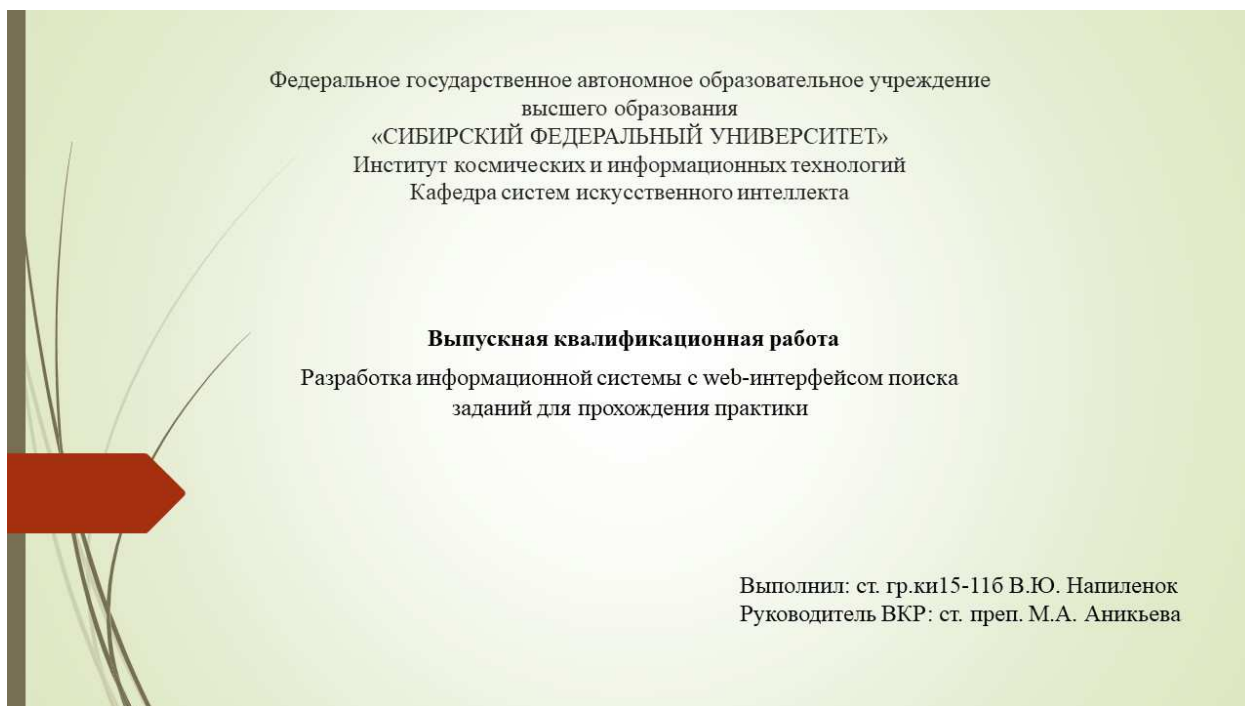 Федеральное государственное автономное образовательное учреждение
высшего образования
«СИБИРСКИЙ ФЕДЕРАЛЬНЫЙ УНИВЕРСИТЕТ»
Институт космических и информационных технологий
Кафедра систем искусственного интеллекта
Выпускная квалификационная работа
Разработка информационной системы с web-интерфейсом поиска
заданий для прохождения практики
Выполнил: ст. гр.ки15-11б В.Ю. Напиленок
Руководитель ВКР: ст. преп. М.А. Аникьева